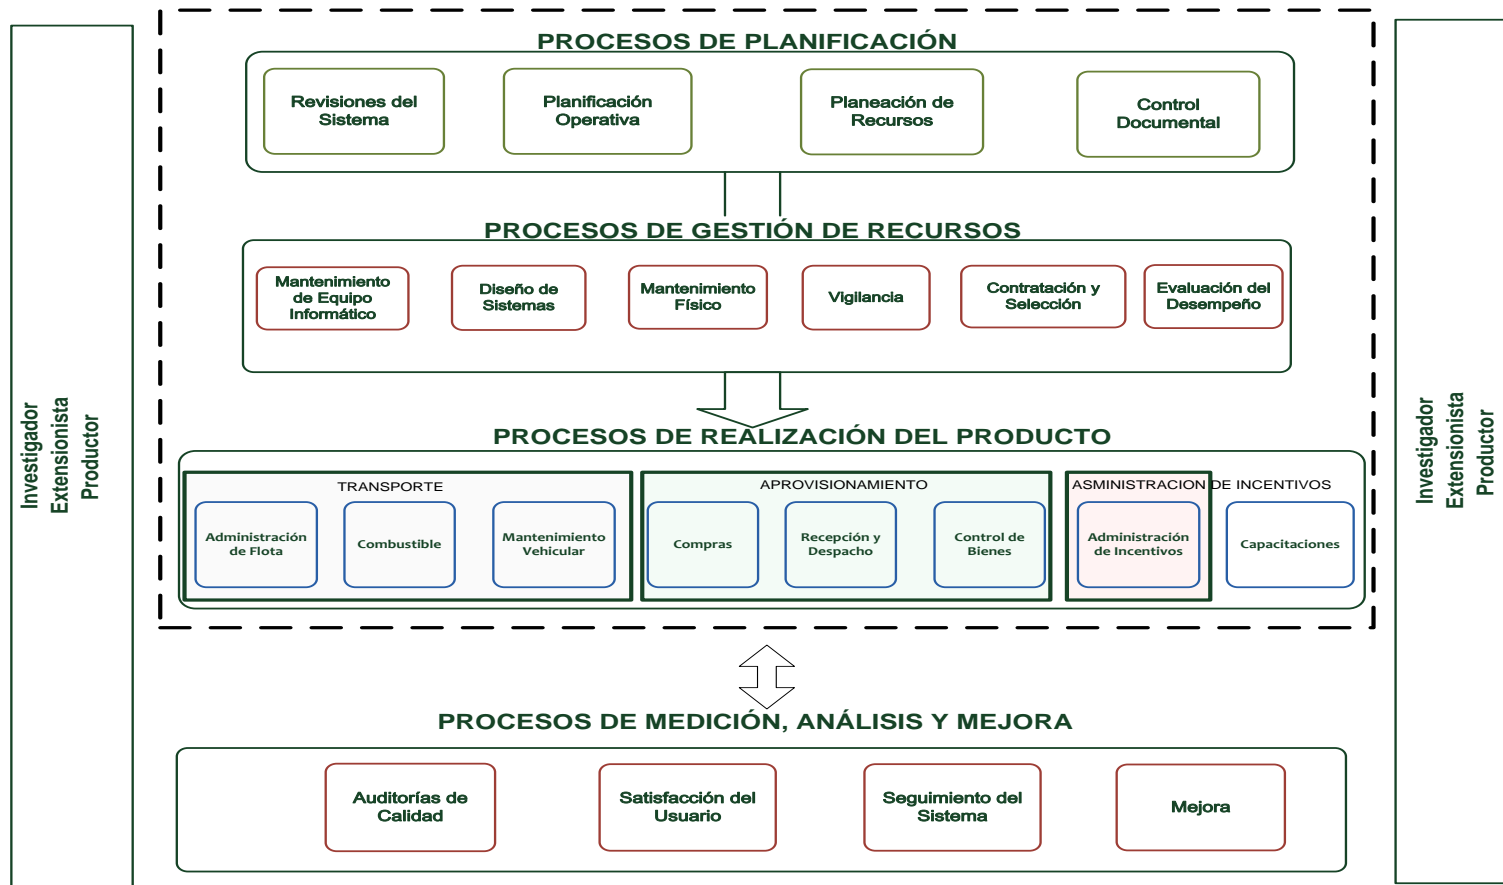 Investigador
Extensionista
Productor
PROCESOS DE PLANIFICACIÓN
Revisiones del
Sistema
Planificación
Operativa
Planeación de
Recursos
Control
Documental
PROCESOS DE GESTIÓN DE RECURSOS
Mantenimiento
de Equipo
Informático
Diseño de
Sistemas
Mantenimiento
Físico
Vigilancia
Contratación y
Selección
Evaluación del
Desempeño
PROCESOS DE REALIZACIÓN DEL PRODUCTO
TRANSPORTE
Administración
de Flota
Combustible
Mantenimiento
Vehicular
APROVISIONAMIENTO
Compras
Recepción y
Despacho
Control de
Bienes
ASMINISTRACION DE INCENTIVOS
Administración
de Incentivos
Capacitaciones
PROCESOS DE MEDICIÓN, ANÁLISIS Y MEJORA
Auditorías de
Calidad
Satisfacción del
Usuario
Seguimiento del
Sistema
Mejora
Investigador
Extensionista
Productor